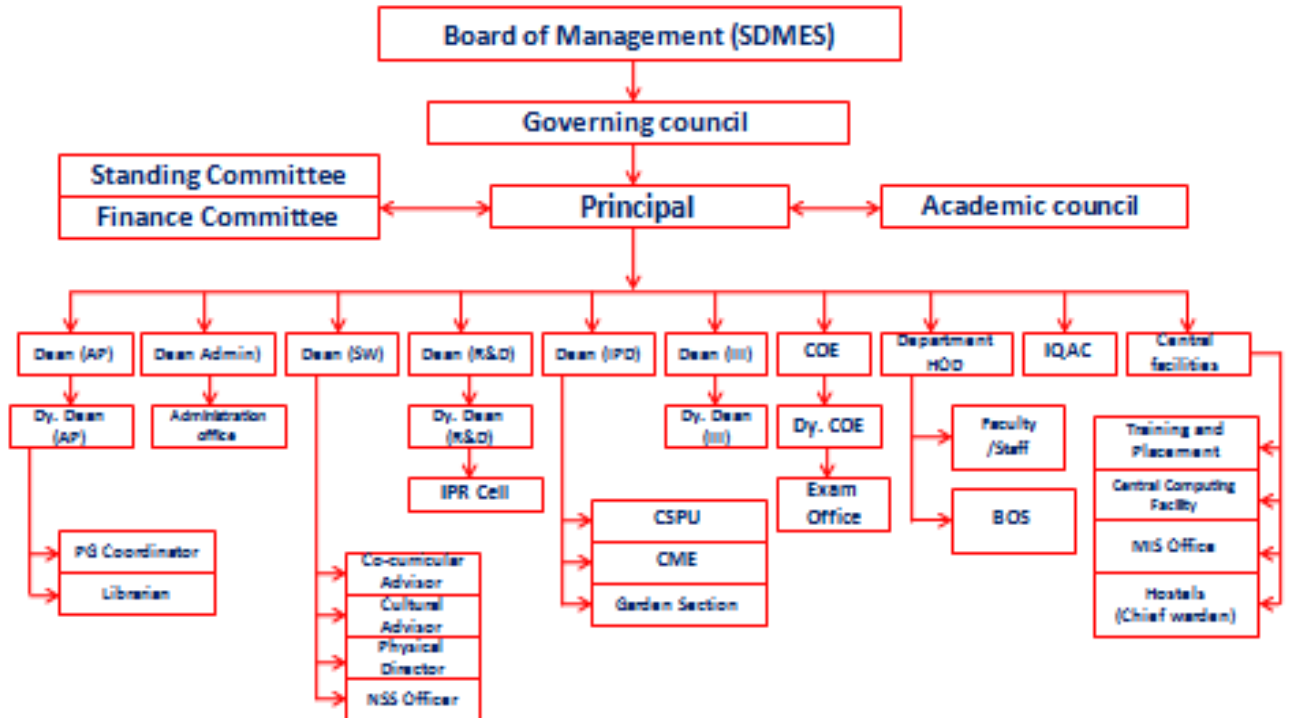 Board of Management (SDMES)
Governing council
Standing Committee
Finance Committee
Principal
Academic council
Dean (AP)
Dean Admin)
Dean (SW)
Dean (R&D)
Dean (IPD)
Dean (III)
COE
Department
HOD
IQAC
Central
facilities
Dy. Dean
(AP)
Administration
office
Dy. Dean
(R&D)
Dy. Dean
(III)
Dy. COE
Faculty
/Staff
Training and
Placement
IPR Cell
Exam
Office
Central Computing
Facility
CSPU
BOS
PG Coordinator
MIS Office
Co-curricular
Advisor
CME
Librarian
Cultural
Advisor
Garden Section
Hostels
(Chief warden)
Physical
Director
NSS Officer